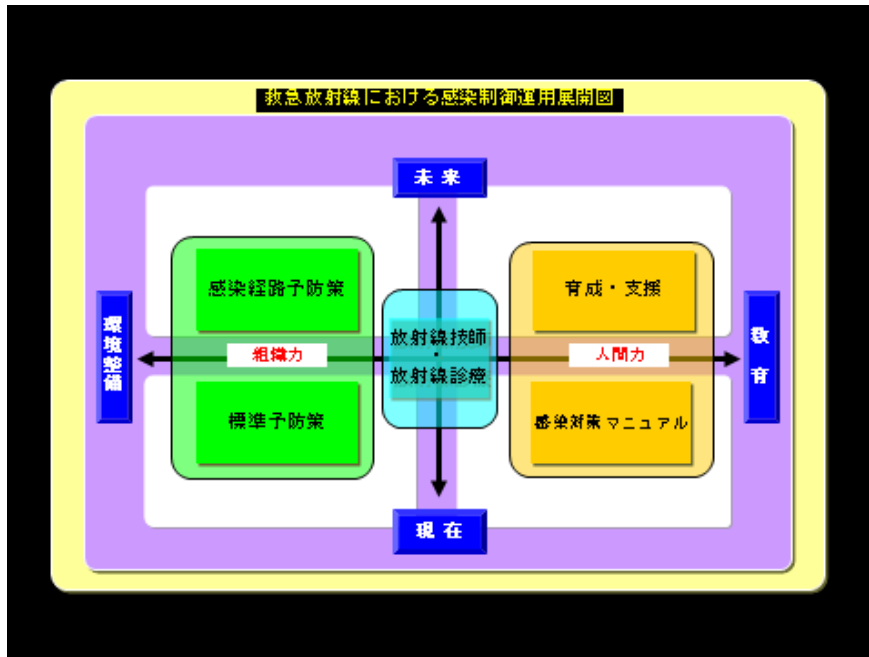 救急放射線における感染制御運用展開図
未来
感染経路予防策
育成・支援
環境整備
組織力
放射線技師
・
放射線診療
人間力
教育
標準予防策
感染対策マニュアル
現在